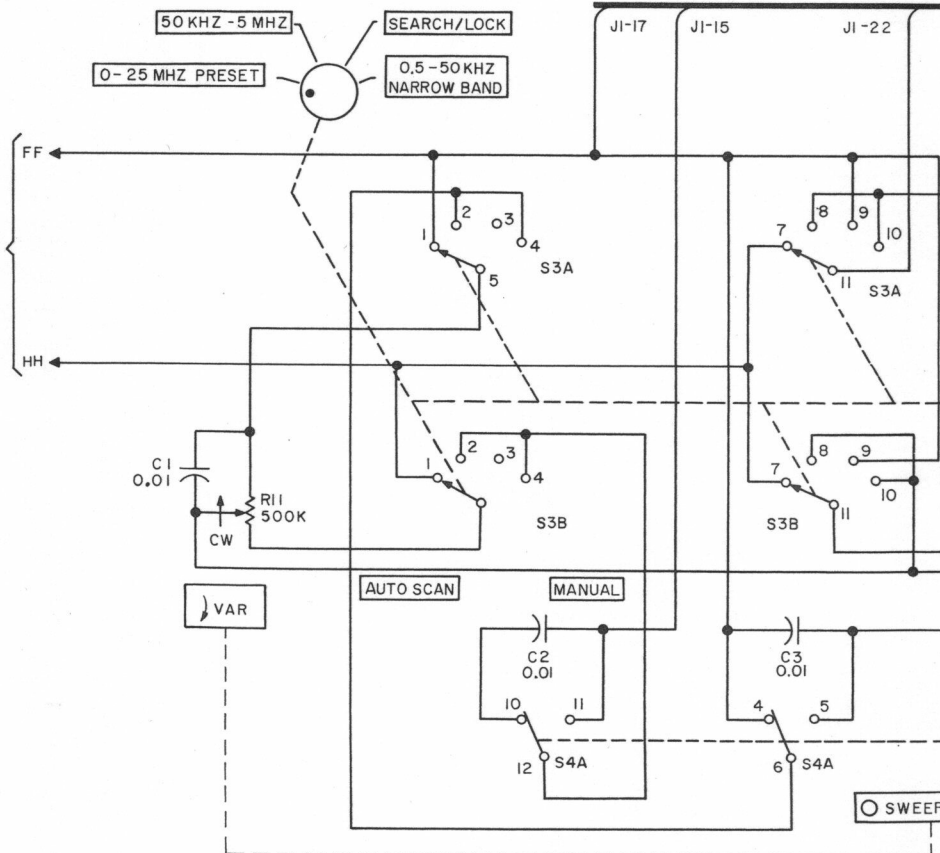 50 KHZ - 5 MHZ
SEARCH/LOCK
0 - 25 MHZ PRESET
0.5 - 50 KHZ
NARROW BAND
J1-17
J1-15
J1-22
FF
2
3
1
4
5
S3A
8
9
7
10
11
S3A
HH
2
3
1
4
S3B
8
9
7
10
11
S3B
C1
0.01
R11
500K
CW
VAR
AUTO SCAN
MANUAL
C2
0.01
10
11
12
S4A
C3
0.01
4
5
6
S4A
SWEEP